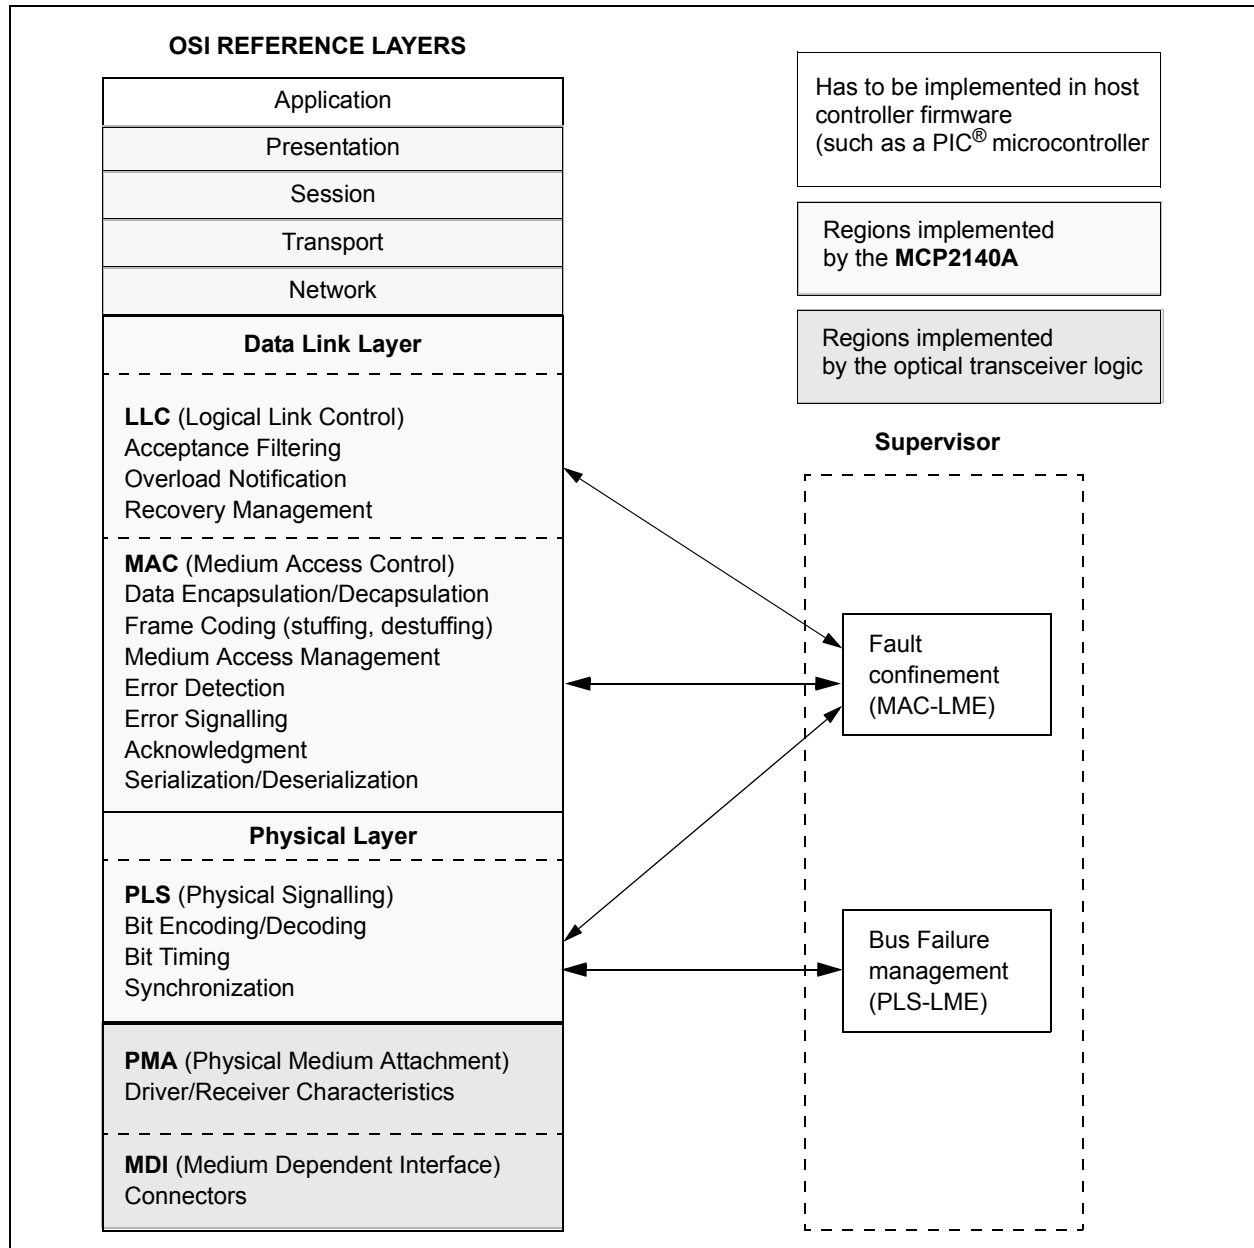 OSI REFERENCE LAYERS
Application
Presentation
Session
Transport
Network
Data Link Layer
LLC (Logical Link Control)
Acceptance Filtering
Overload Notification
Recovery Management
MAC (Medium Access Control)
Data Encapsulation/Decapsulation
Frame Coding (stuffing, destuffing)
Medium Access Management
Error Detection
Error Signalling
Acknowledgment
Serialization/Deserialization
Physical Layer
PLS (Physical Signalling)
Bit Encoding/Decoding
Bit Timing
Synchronization
PMA (Physical Medium Attachment)
Driver/Receiver Characteristics
MDI (Medium Dependent Interface)
Connectors
Has to be implemented in host
controller firmware
(such as a PIC® microcontroller
Regions implemented
by the MCP2140A
Regions implemented
by the optical transceiver logic
Supervisor
Fault
confinement
(MAC-LME)
Bus Failure
management
(PLS-LME)